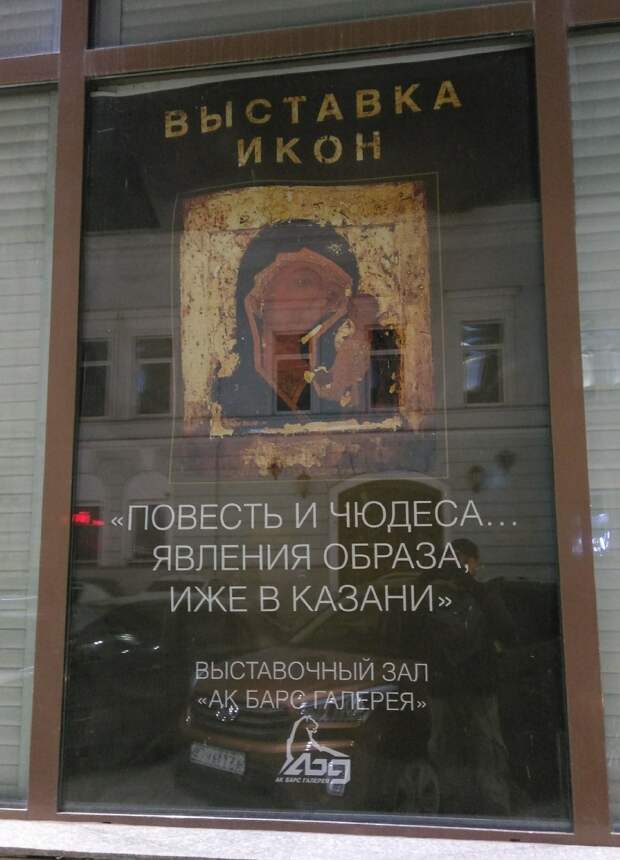 ВЫСТАВКА
ИКОН
«ПОВЕСТЬ И ЧЮДЕСА...
ЯВЛЕНИЯ ОБРАЗА,
ИЖЕ В КАЗАНИ»
ВЫСТАВОЧНЫЙ ЗАЛ
«АК БАРС ГАЛЕРЕЯ»
АК БАРС ГАЛЕРЕЯ